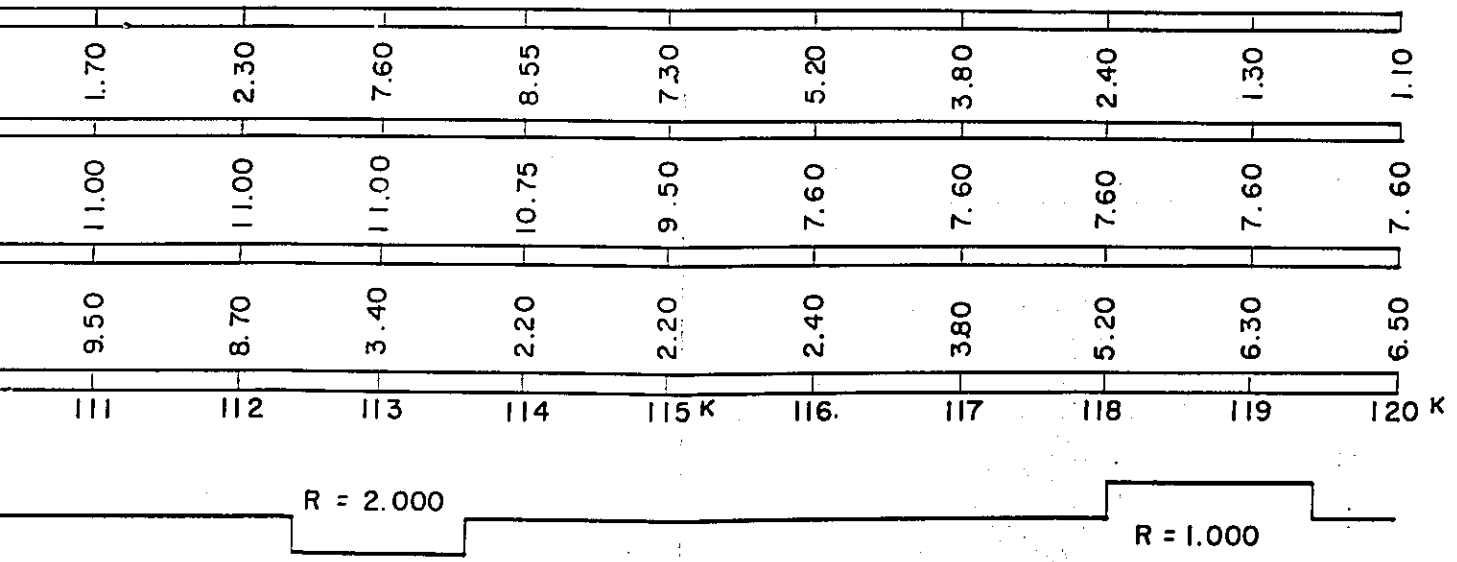 1.70 2.30 7.60 8.55 7.30 5.20 3.80 2.40 1.30 1.10
11.00 11.00 11.00 10.75 9.50 7.60 7.60 7.60 7.60 7.60
9.50 8.70 3.40 2.20 2.20 2.40 3.80 5.20 6.30 6.50
111 112 113 114 115 K 116. 117 118 119 120 K
R = 2.000
R = 1.000